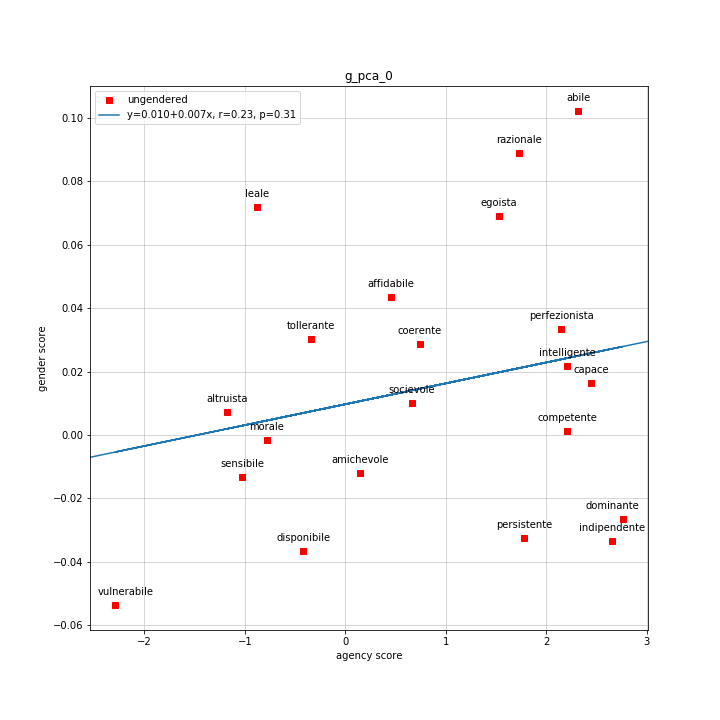 g_pca_0
ungendered
y=0.010+0.007x, r=0.23, p=0.31
abile
razionale
leale
egoista
affidabile
tollerante
perfezionista
coerente
intelligente
capace
altruista
societvole
competente
morale
sensibile
amichevole
dominante
persistente
indipendente
disponibile
vulnerabile
0.10
0.08
0.06
0.04
0.02
0.00
−0.02
−0.04
−0.06
gender score
−2
−1
0
1
2
3
agency score